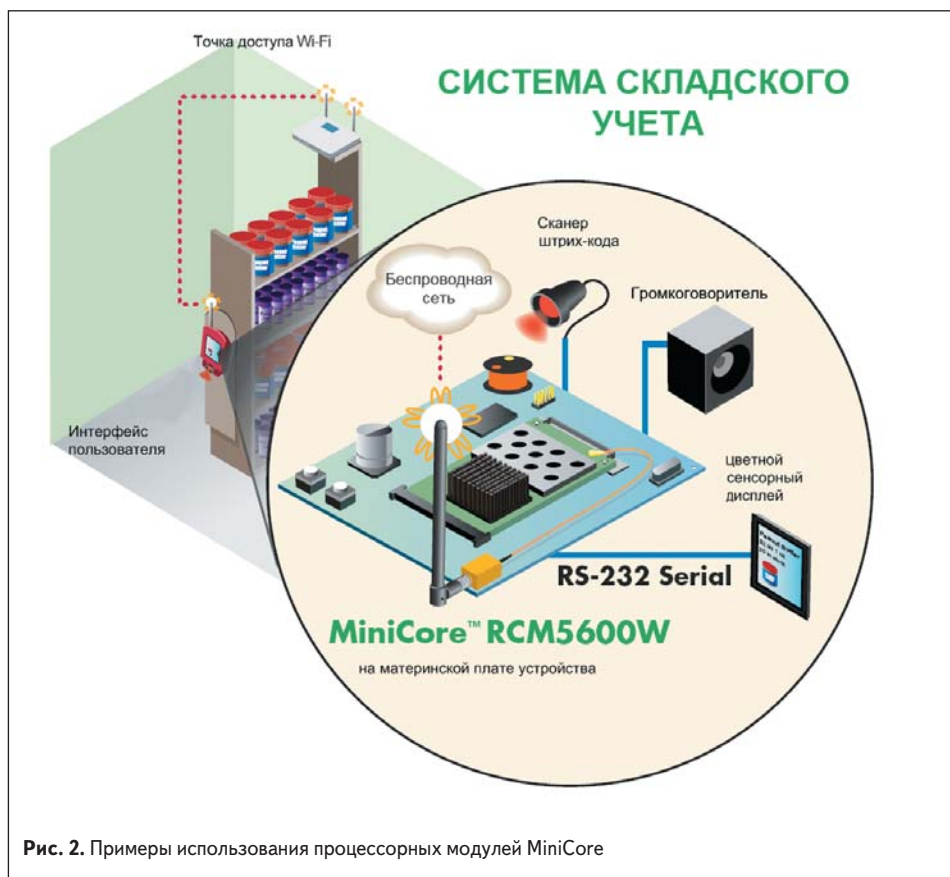 Точка доступа Wi-Fi
СИСТЕМА СКЛАДСКОГО
УЧЕТА
Сканер
штрих-кода
Беспроводная
сеть
Громкоговоритель
Интерфейс
пользователя
цветной
сенсорный
дисплей
RS-232 Serial
MiniCore™ RCM5600W
на материнской плате устройства
Рис. 2. Примеры использования процессорных модулей MiniCore